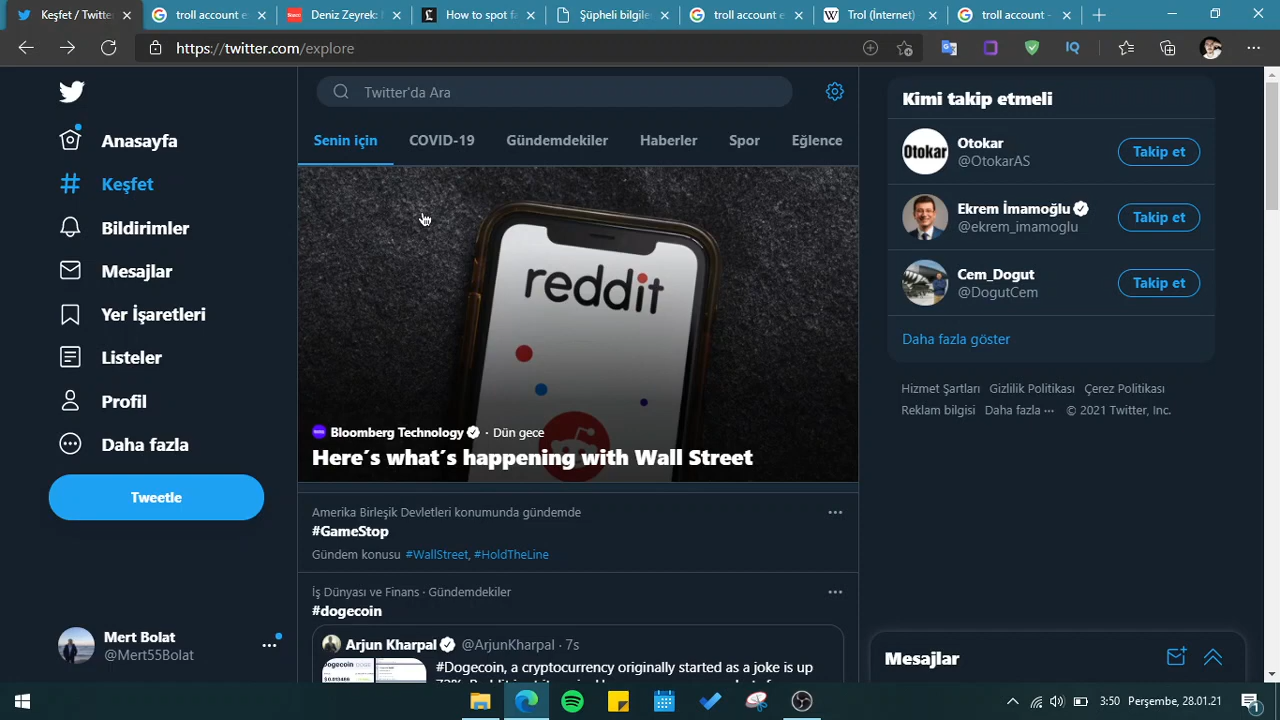 Keşfet / Twitter
troll account e
Deniz Zeyrek
How to spot fa
Şüpheli bilgile
troll account e
Trol (İnternet)
troll account -
https://twitter.com/explore
IQ
Twitter'da Ara
Anasayfa
Keşfet
Bildirimler
Mesajlar
Yer İşaretleri
Listeler
Profil
Daha fazla
Tweetle
Mert Bolat
@Mert55Bolat
Senin için COVID-19 Gündemdekiler Haberler Spor Eğlence
reddit
Bloomberg Technology · Dün gece
Here´s what´s happening with Wall Street
Amerika Birleşik Devletleri konumunda gündemde
#GameStop
Gündem konusu #WallStreet, #HoldTheLine
İş Dünyası ve Finans · Gündemdekiler
#dogecoin
Arjun Kharpal @ArjunKharpal · 7s
#Dogecoin, a cryptocurrency originally started as a joke is up
Kimi takip etmeli
Otokar
@OtokarAS
Takip et
Otokar
Ekrem İmamoğlu
@ekrem_imamoglu
Takip et
Cem_Dogut
@DogutCem
Takip et
Daha fazla göster
Hizmet Şartları Gizlilik Politikası Çerez Politikası
Reklam bilgisi Daha fazla ··· © 2021 Twitter, Inc.
Mesajlar
3:50 Perşembe, 28.01.21
1